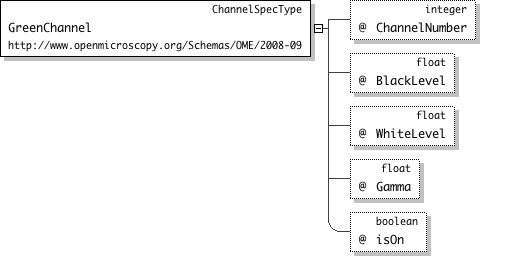 ChannelSpecType
GreenChannel
http://www.openmicroscopy.org/Schemas/OME/2008-09
integer
@ ChannelNumber
float
@ BlackLevel
float
@ WhiteLevel
float
@ Gamma
boolean
@ isOn